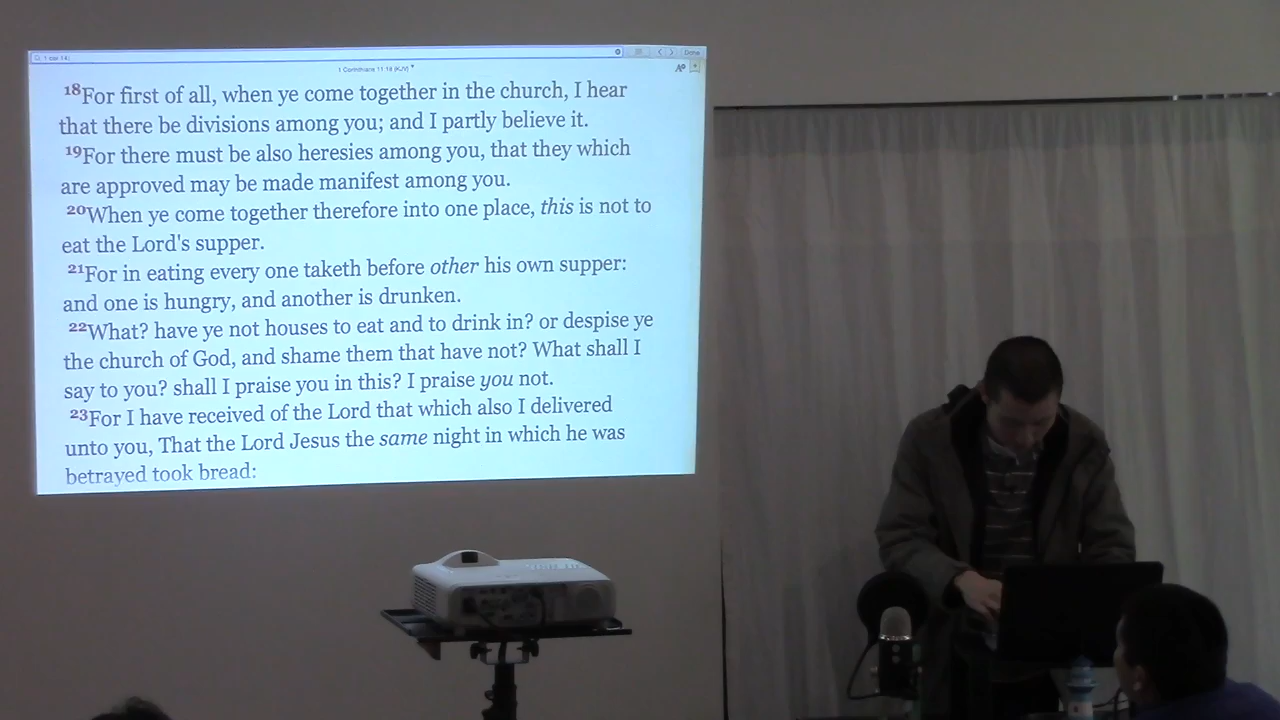 1 cor 14:
Done
1 Corinthians 11:18 (KJV)
18For first of all, when ye come together in the church, I hear
that there be divisions among you; and I partly believe it.
19For there must be also heresies among you, that they which
are approved may be made manifest among you.
20When ye come together therefore into one place, this is not to
eat the Lord's supper.
21For in eating every one taketh before other his own supper:
and one is hungry, and another is drunken.
22What? have ye not houses to eat and to drink in? or despise ye
the church of God, and shame them that have not? What shall I
say to you? shall I praise you in this? I praise you not.
23For I have received of the Lord that which also I delivered
unto you, That the Lord Jesus the same night in which he was
betrayed took bread: